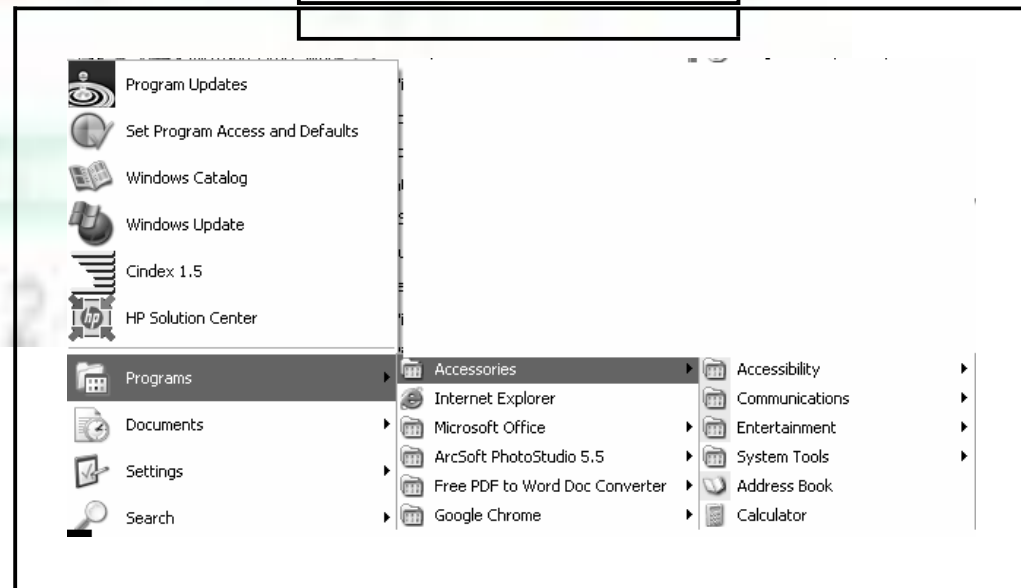 Program Updates
Set Program Access and Defaults
Windows Catalog
Windows Update
Cindex 1.5
hp HP Solution Center
Programs
Documents
Settings
Search
Accessories
Internet Explorer
Microsoft Office
ArcSoft PhotoStudio 5.5
Free PDF to Word Doc Converter
Google Chrome
Accessibility
Communications
Entertainment
System Tools
Address Book
Calculator